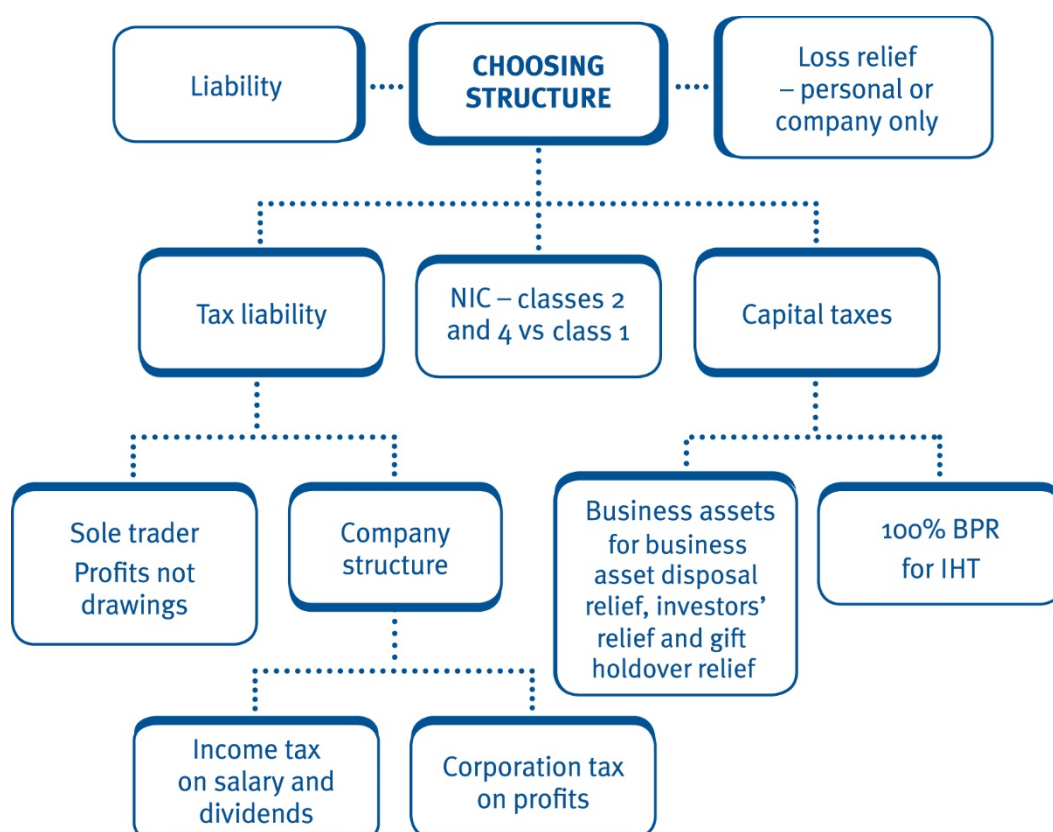 Liability
CHOOSING
STRUCTURE
Loss relief
– personal or
company only
Tax liability
NIC – classes 2
and 4 vs class 1
Capital taxes
Sole trader
Profits not
drawings
Company
structure
Business assets
for business
asset disposal
relief, investors’
relief and gift
holdover relief
100% BPR
for IHT
Income tax
on salary and
dividends
Corporation tax
on profits